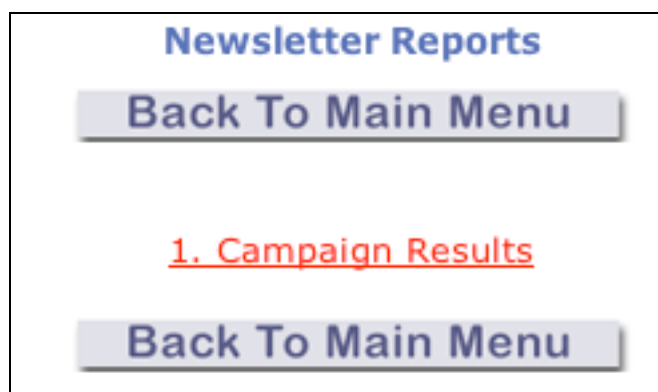 Newsletter Reports
Back To Main Menu
1. Campaign Results
Back To Main Menu